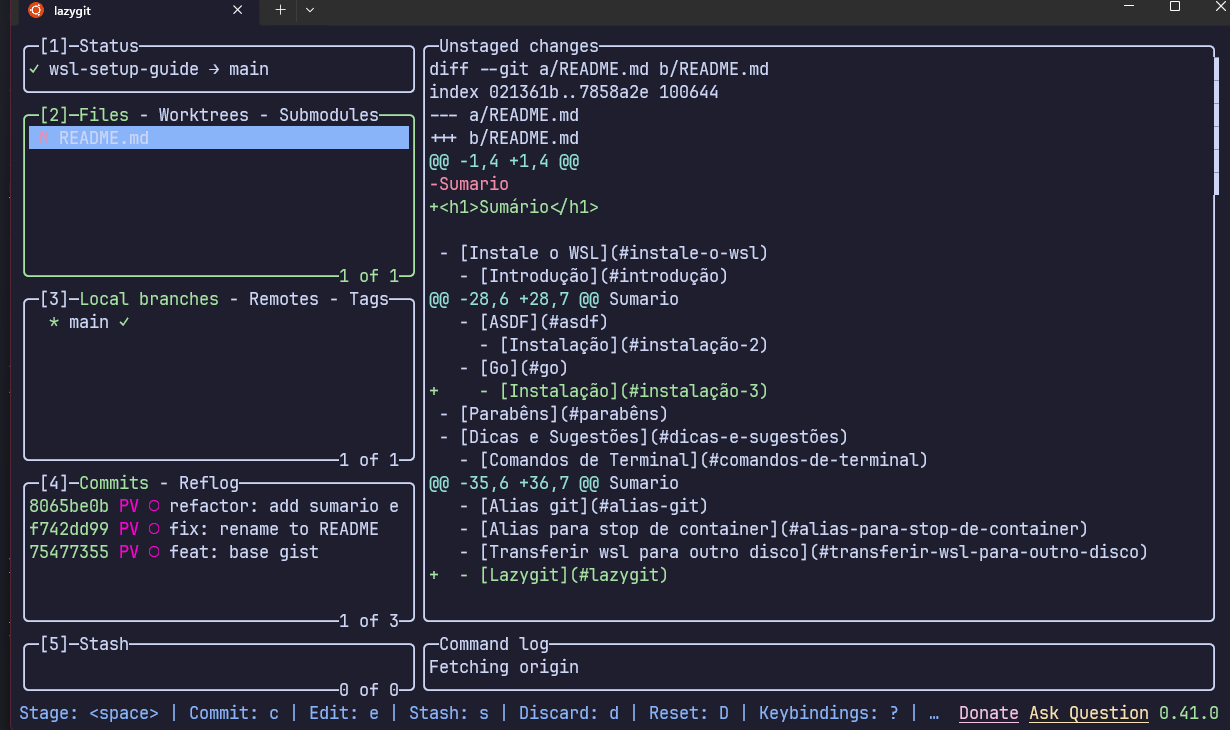 lazygit
[1]-Status
✓ wsl-setup-guide → main
[2]-Files - Worktrees - Submodules
M README.md
1 of 1
[3]-Local branches - Remotes - Tags
* main ✓
1 of 1
[4]-Commits - Reflog
8065be0b PV ○ refactor: add sumario e
f742dd99 PV ○ fix: rename to README
75477355 PV ○ feat: base gist
1 of 3
[5]-Stash
0 of 0
Unstaged changes
diff --git a/README.md b/README.md
index 021361b..7858a2e 100644
--- a/README.md
+++ b/README.md
@@ -1,4 +1,4 @@
-Sumario
+<h1>Sumário</h1>
 - [Instale o WSL](#instale-o-wsl)
   - [Introdução](#introdução)
@@ -28,6 +28,7 @@ Sumario
   - [ASDF](#asdf)
     - [Instalação](#instalação-2)
   - [Go](#go)
+    - [Instalação](#instalação-3)
 - [Parabêns](#parabêns)
 - [Dicas e Sugestões](#dicas-e-sugestões)
   - [Comandos de Terminal](#comandos-de-terminal)
@@ -35,6 +36,7 @@ Sumario
   - [Alias git](#alias-git)
   - [Alias para stop de container](#alias-para-stop-de-container)
   - [Transferir wsl para outro disco](#transferir-wsl-para-outro-disco)
+  - [Lazygit](#lazygit)
Command log
Fetching origin
Stage: <space> | Commit: c | Edit: e | Stash: s | Discard: d | Reset: D | Keybindings: ? | … Donate Ask Question 0.41.0